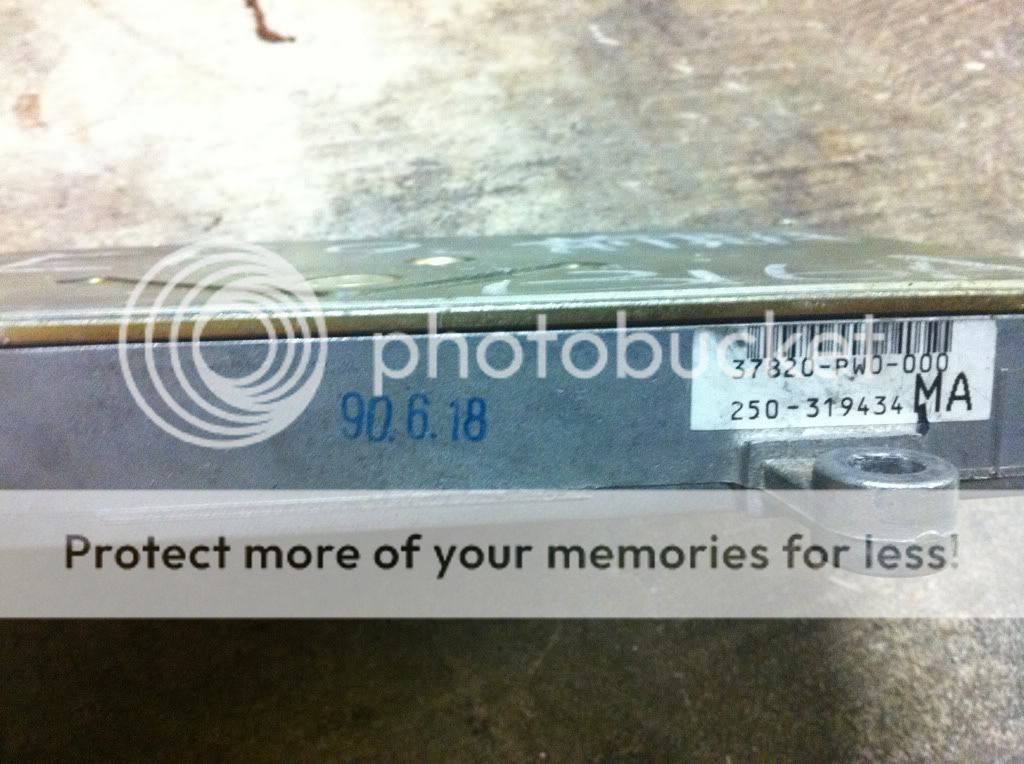 photobucket
37820-PW0-000
90.6.18
250-319434 MA
Protect more of your memories for less!